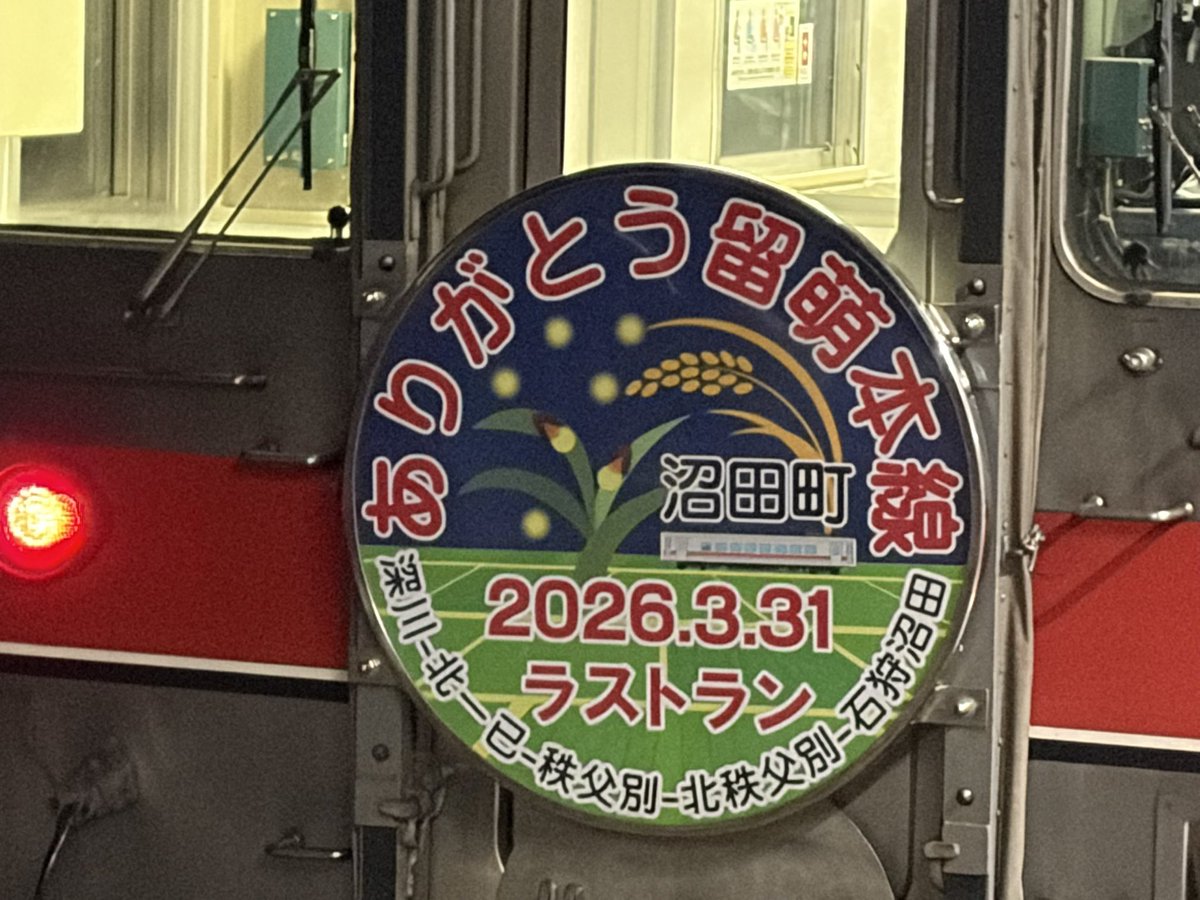 ありがとう留萌本線
沼田町
2026.3.31
ラストラン
深川-北一已-秩父別-北秩父別-石狩沼田